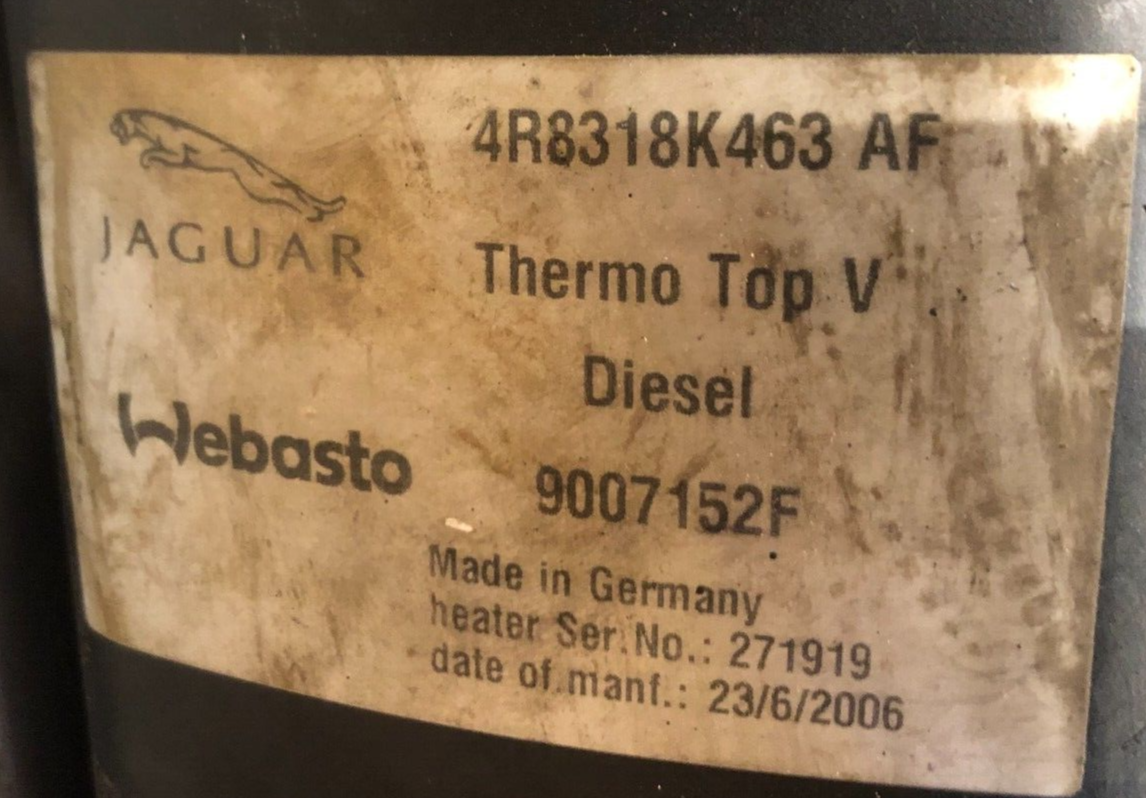 4R8318K463 AF
JAGUAR
Thermo Top V
Diesel
Webasto
9007152F
Made in Germany
heater Ser.No.: 271919
date of manf.: 23/6/2006